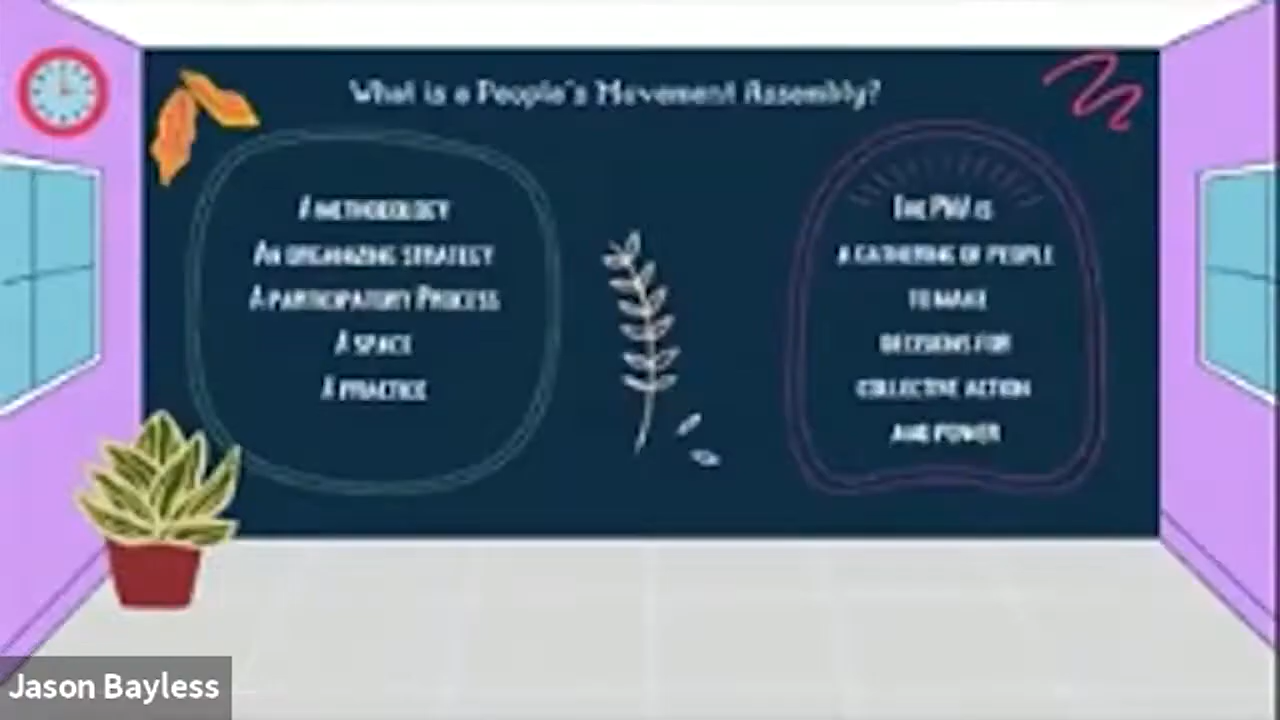 What is a People's Movement Assembly?
A METHODOLOGY
AN ORGANIZING STRATEGY
A PARTICIPATORY PROCESS
A SPACE
A PRACTICE
THE PMA IS
A GATHERING OF PEOPLE
TO MAKE
DECISIONS FOR
COLLECTIVE ACTION
AND POWER
Jason Bayless